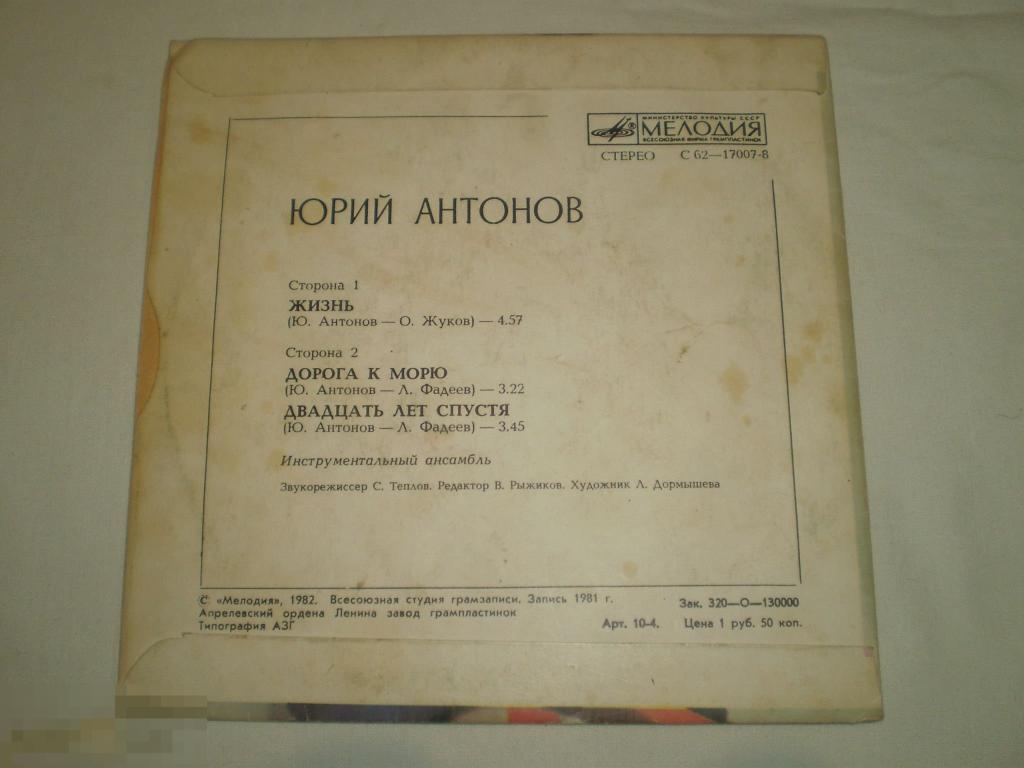 МИНИСТЕРСТВО КУЛЬТУРЫ СССР
МЕЛОДИЯ
ВСЕСОЮЗНАЯ ФИРМА ГРАМПЛАСТИНОК
СТЕРЕО С 62—17007-8
ЮРИЙ АНТОНОВ
Сторона 1
ЖИЗНЬ
(Ю. Антонов — О. Жуков) — 4.57
Сторона 2
ДОРОГА К МОРЮ
(Ю. Антонов — Л. Фадеев) — 3.22
ДВАДЦАТЬ ЛЕТ СПУСТЯ
(Ю. Антонов — Л. Фадеев) — 3.45
Инструментальный ансамбль
Звукорежиссер С. Теплов. Редактор В. Рыжиков. Художник Л. Дормышева
© «Мелодия», 1982. Всесоюзная студия грамзаписи. Запись 1981 г. Зак. 320—О—130000
Апрелевский ордена Ленина завод грампластинок
Типография АЗГ Арт. 10-4. Цена 1 руб. 50 коп.